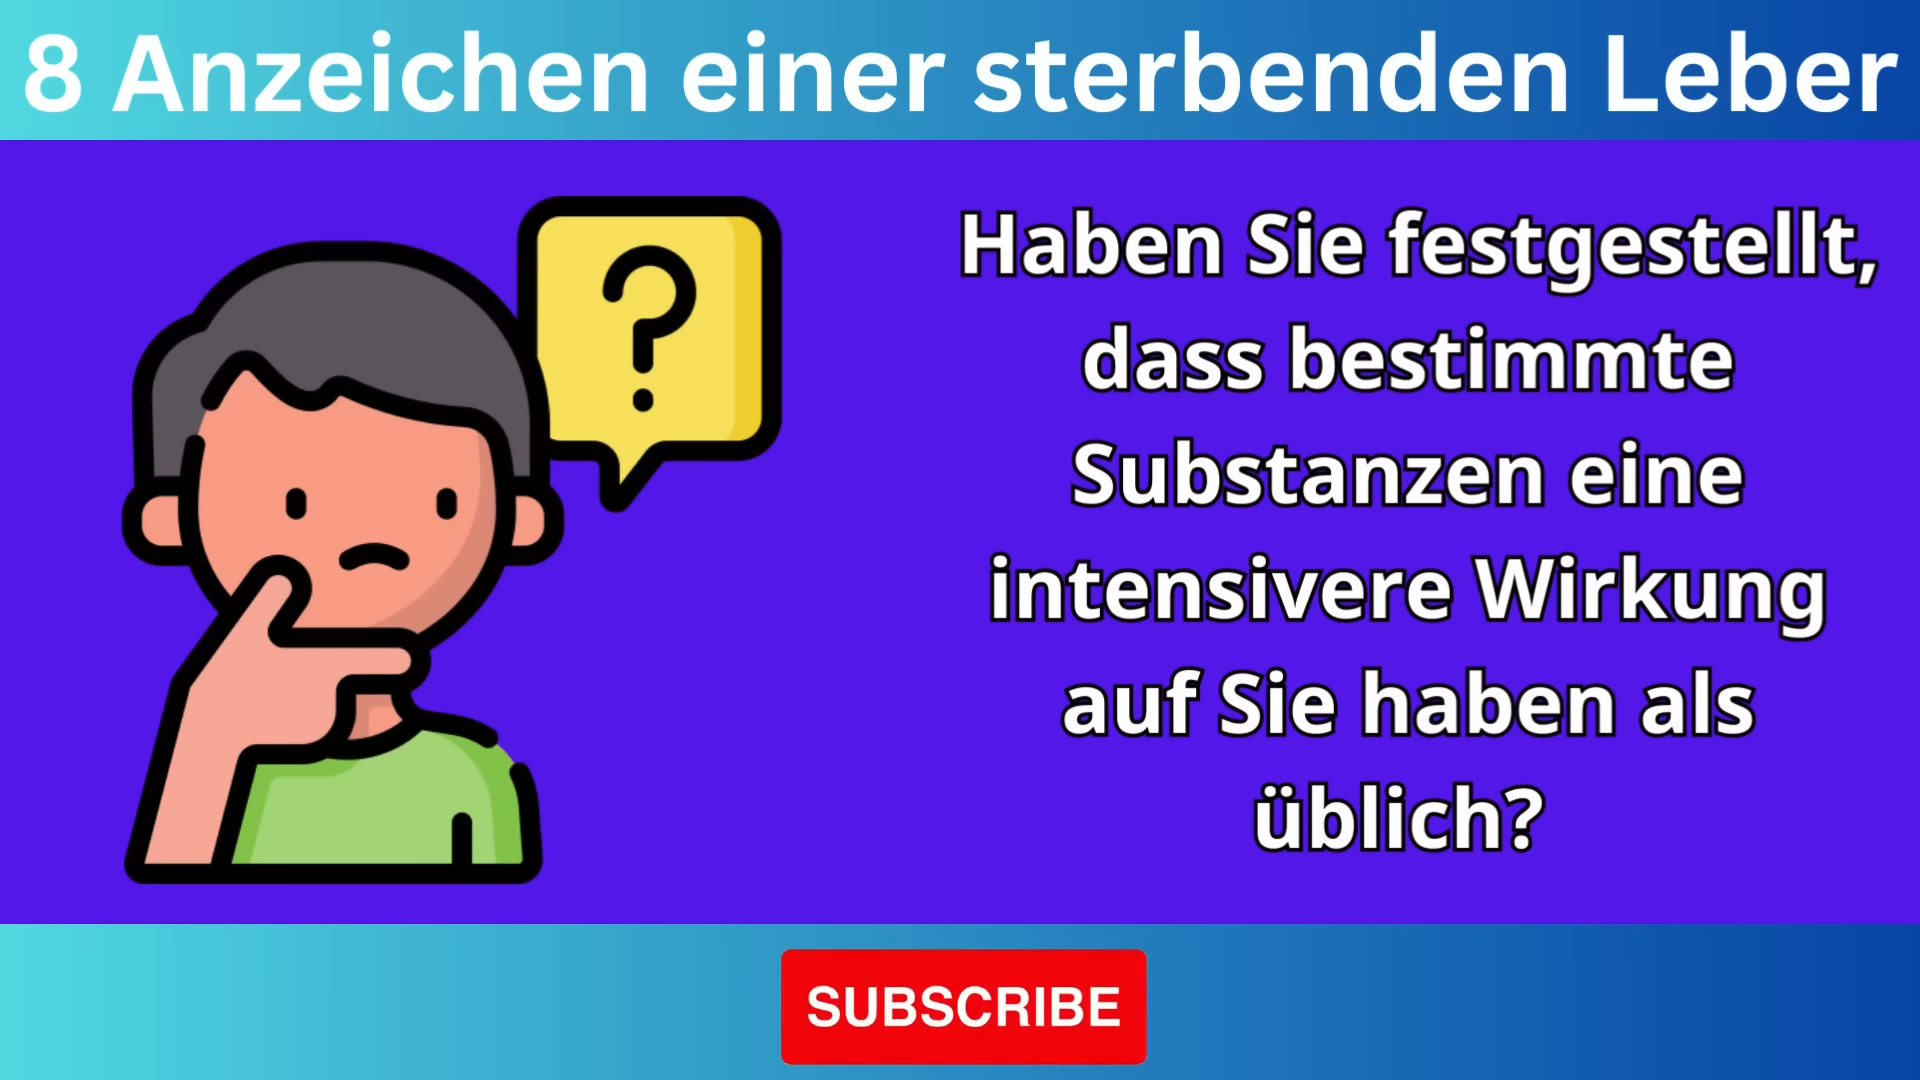 8 Anzeichen einer sterbenden Leber
Haben Sie festgestellt,
dass bestimmte
Substanzen eine
intensivere Wirkung
auf Sie haben als
üblich?
SUBSCRIBE